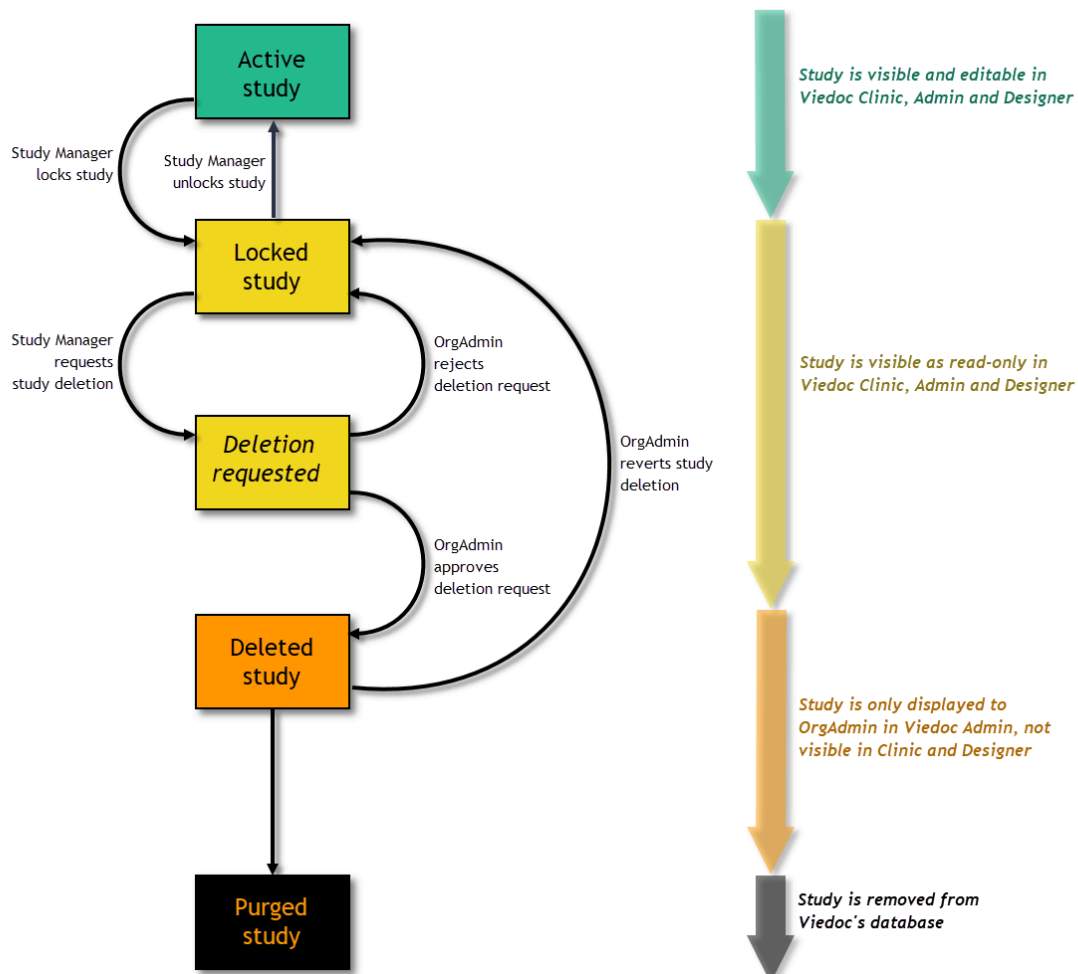 Active
study
Study is visible and editable in
Viedoc Clinic, Admin and Designer
Study Manager
locks study
Study Manager
unlocks study
Locked
study
Study Manager
requests
study deletion
OrgAdmin
rejects
deletion request
Study is visible as read-only in
Viedoc Clinic, Admin and Designer
Deletion
requested
OrgAdmin
reverts study
deletion
OrgAdmin
approves
deletion request
Deleted
study
Study is only displayed to
OrgAdmin in Viedoc Admin, not
visible in Clinic and Designer
Purged
study
Study is removed from
Viedoc's database